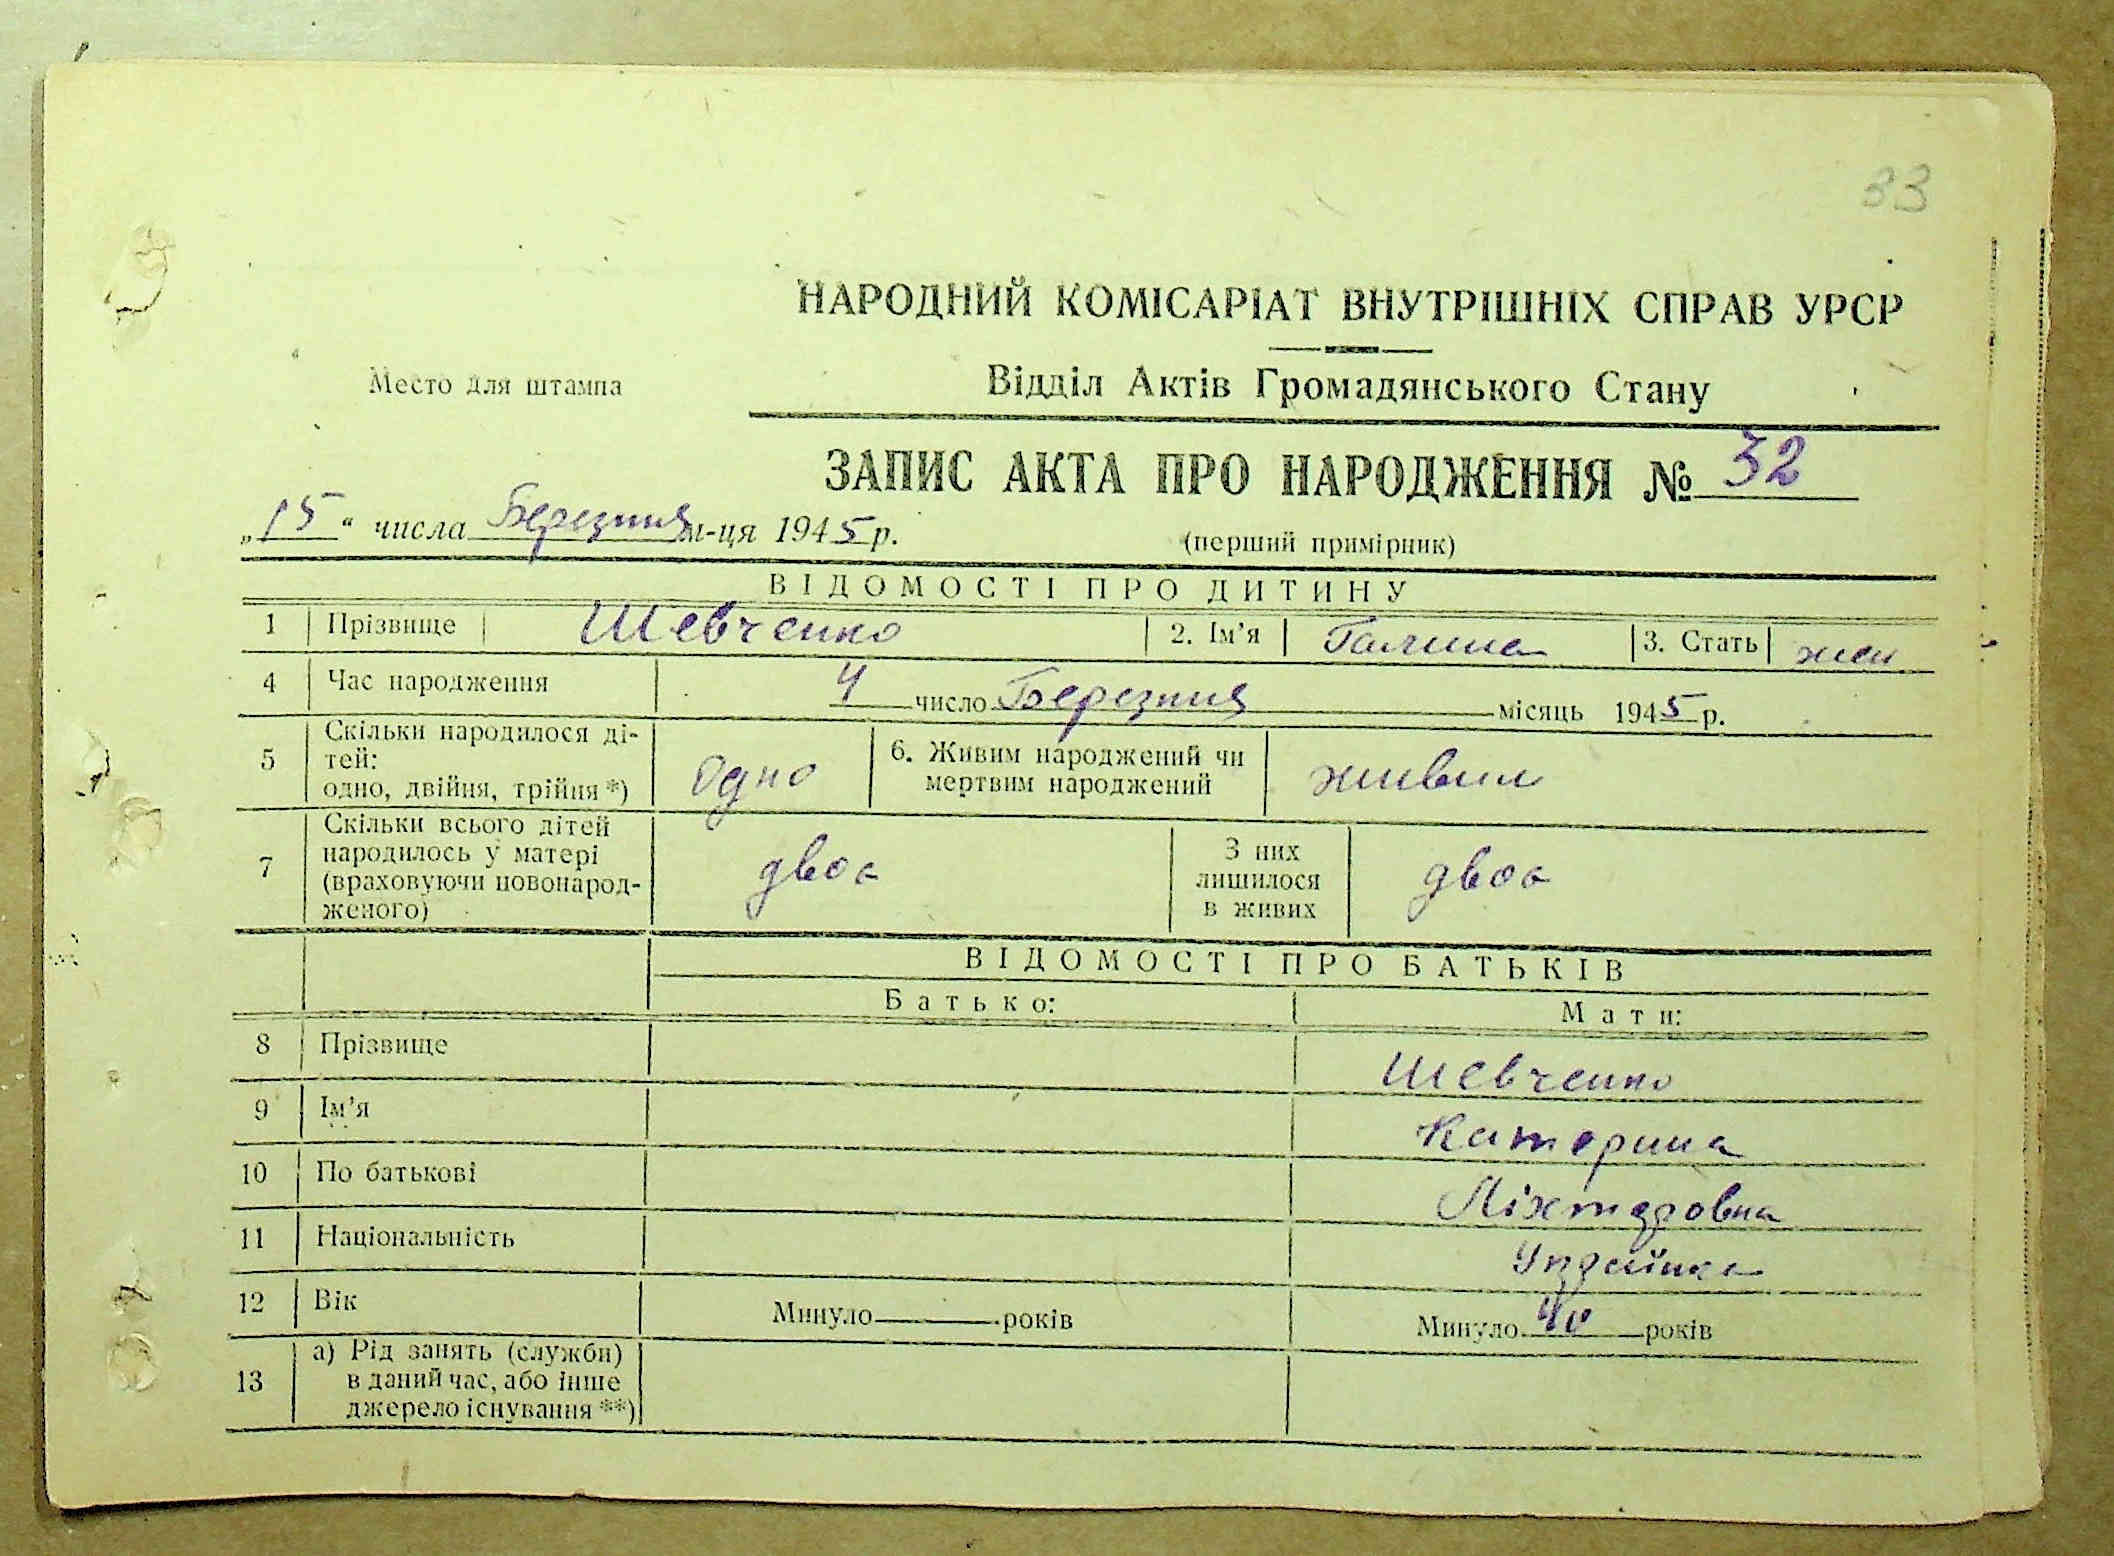 33
НАРОДНИЙ КОМІСАРІАТ ВНУТРІШНІХ СПРАВ УРСР
Место для штампа
Відділ Актів Громадянського Стану
ЗАПИС АКТА ПРО НАРОДЖЕННЯ № 32
„15“ числа Березня м-ця 1945 р.
(перший примірник)
ВІДОМОСТІ ПРО ДИТИНУ
1 Прізвище Шевченко 2. Ім’я Галина 3. Стать жен
4 Час народження 4 число Березня місяць 1945 р.
5 Скільки народилося ді-
тей:
одно, двійня, трійня *) одно
6. Живим народжений чи
мертвим народжений живим
7 Скільки всього дітей
народилось у матері
(враховуючи новонарод-
женого) двоє
З них
лишилося
в живих двоє
ВІДОМОСТІ ПРО БАТЬКІВ
Батько: Мати:
8 Прізвище Шевченко
9 Ім’я Катерина
10 По батькові
11 Національність
12 Вік Минуло років Минуло 40 років
13 а) Рід занять (служби)
в даний час, або інше
джерело існування **)